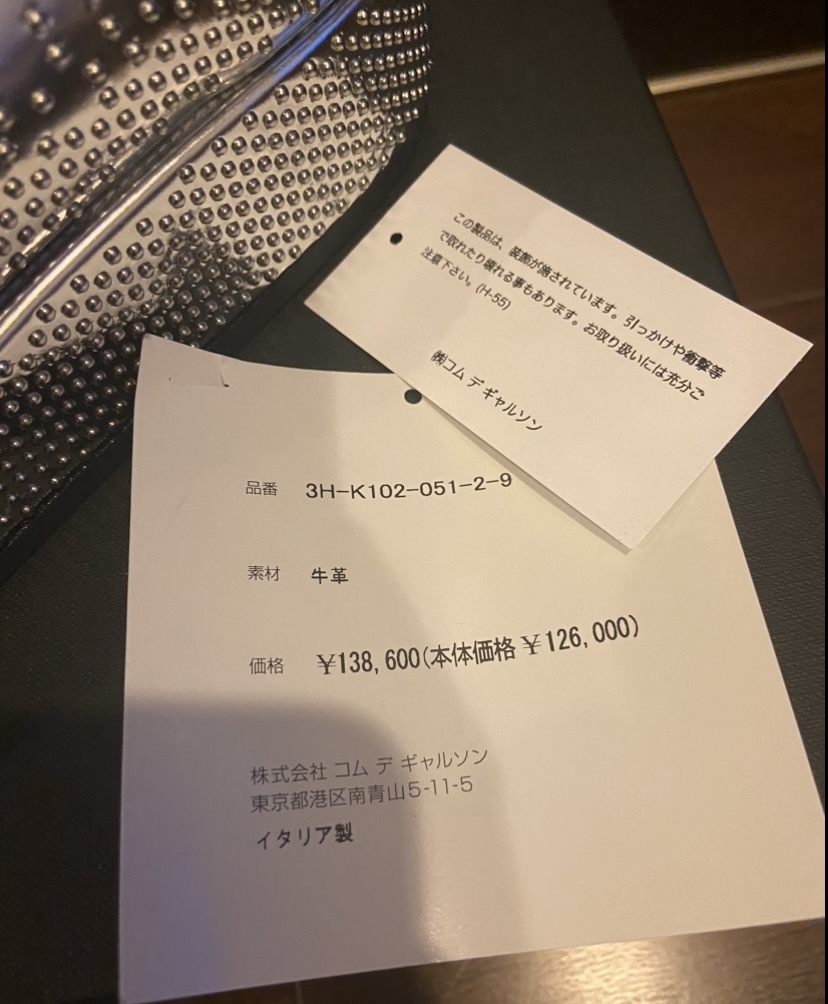 この製品は、装飾が施されています。引っかけや衝撃等
で取れたり壊れる事もあります。お取り扱いには充分ご
注意下さい。(H-55)
㈱コム デ ギャルソン
品番 3H-K102-051-2-9
素材 牛革
価格 ¥138,600(本体価格 ¥126,000)
株式会社 コム デ ギャルソン
東京都港区南青山5-11-5
イタリア製